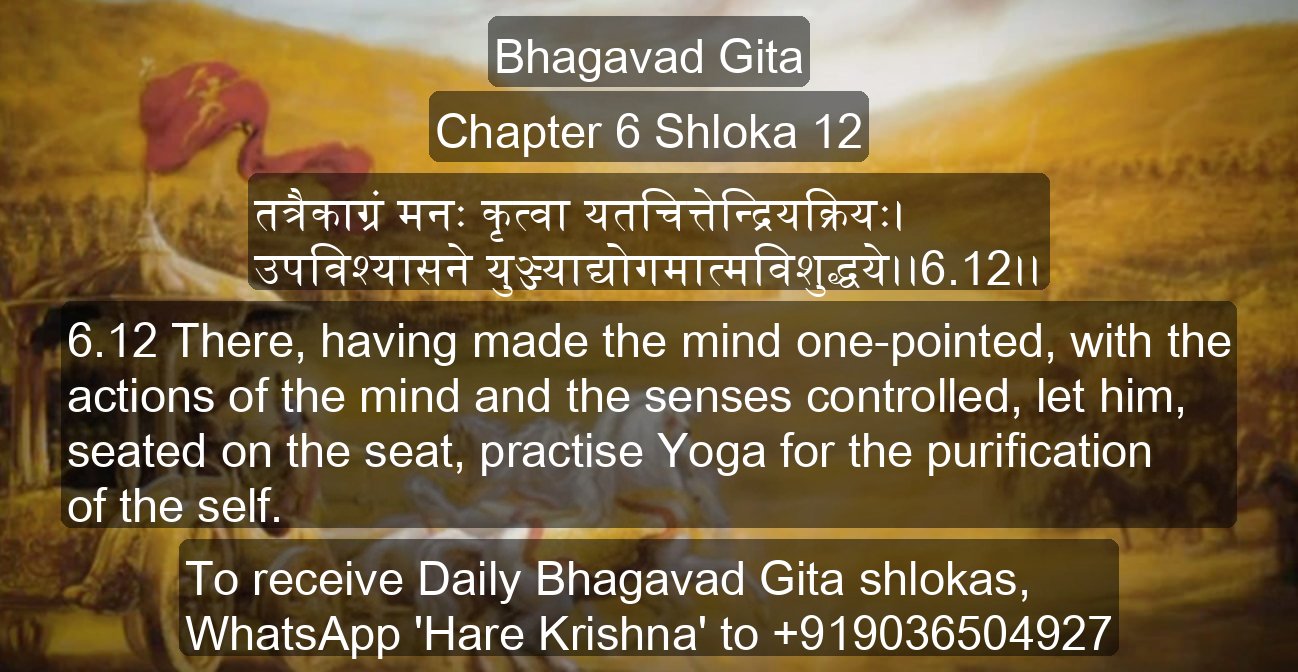 Bhagavad Gita
Chapter 6 Shloka 12
तत्रैकाग्रं मनः कृत्वा यतचित्तेन्द्रियक्रियः।
उपविश्यासने युञ्ज्याद्योगमात्मविशुद्धये।।6.12।।
6.12 There, having made the mind one-pointed, with the
actions of the mind and the senses controlled, let him,
seated on the seat, practise Yoga for the purification
of the self.
To receive Daily Bhagavad Gita shlokas,
WhatsApp 'Hare Krishna' to +919036504927